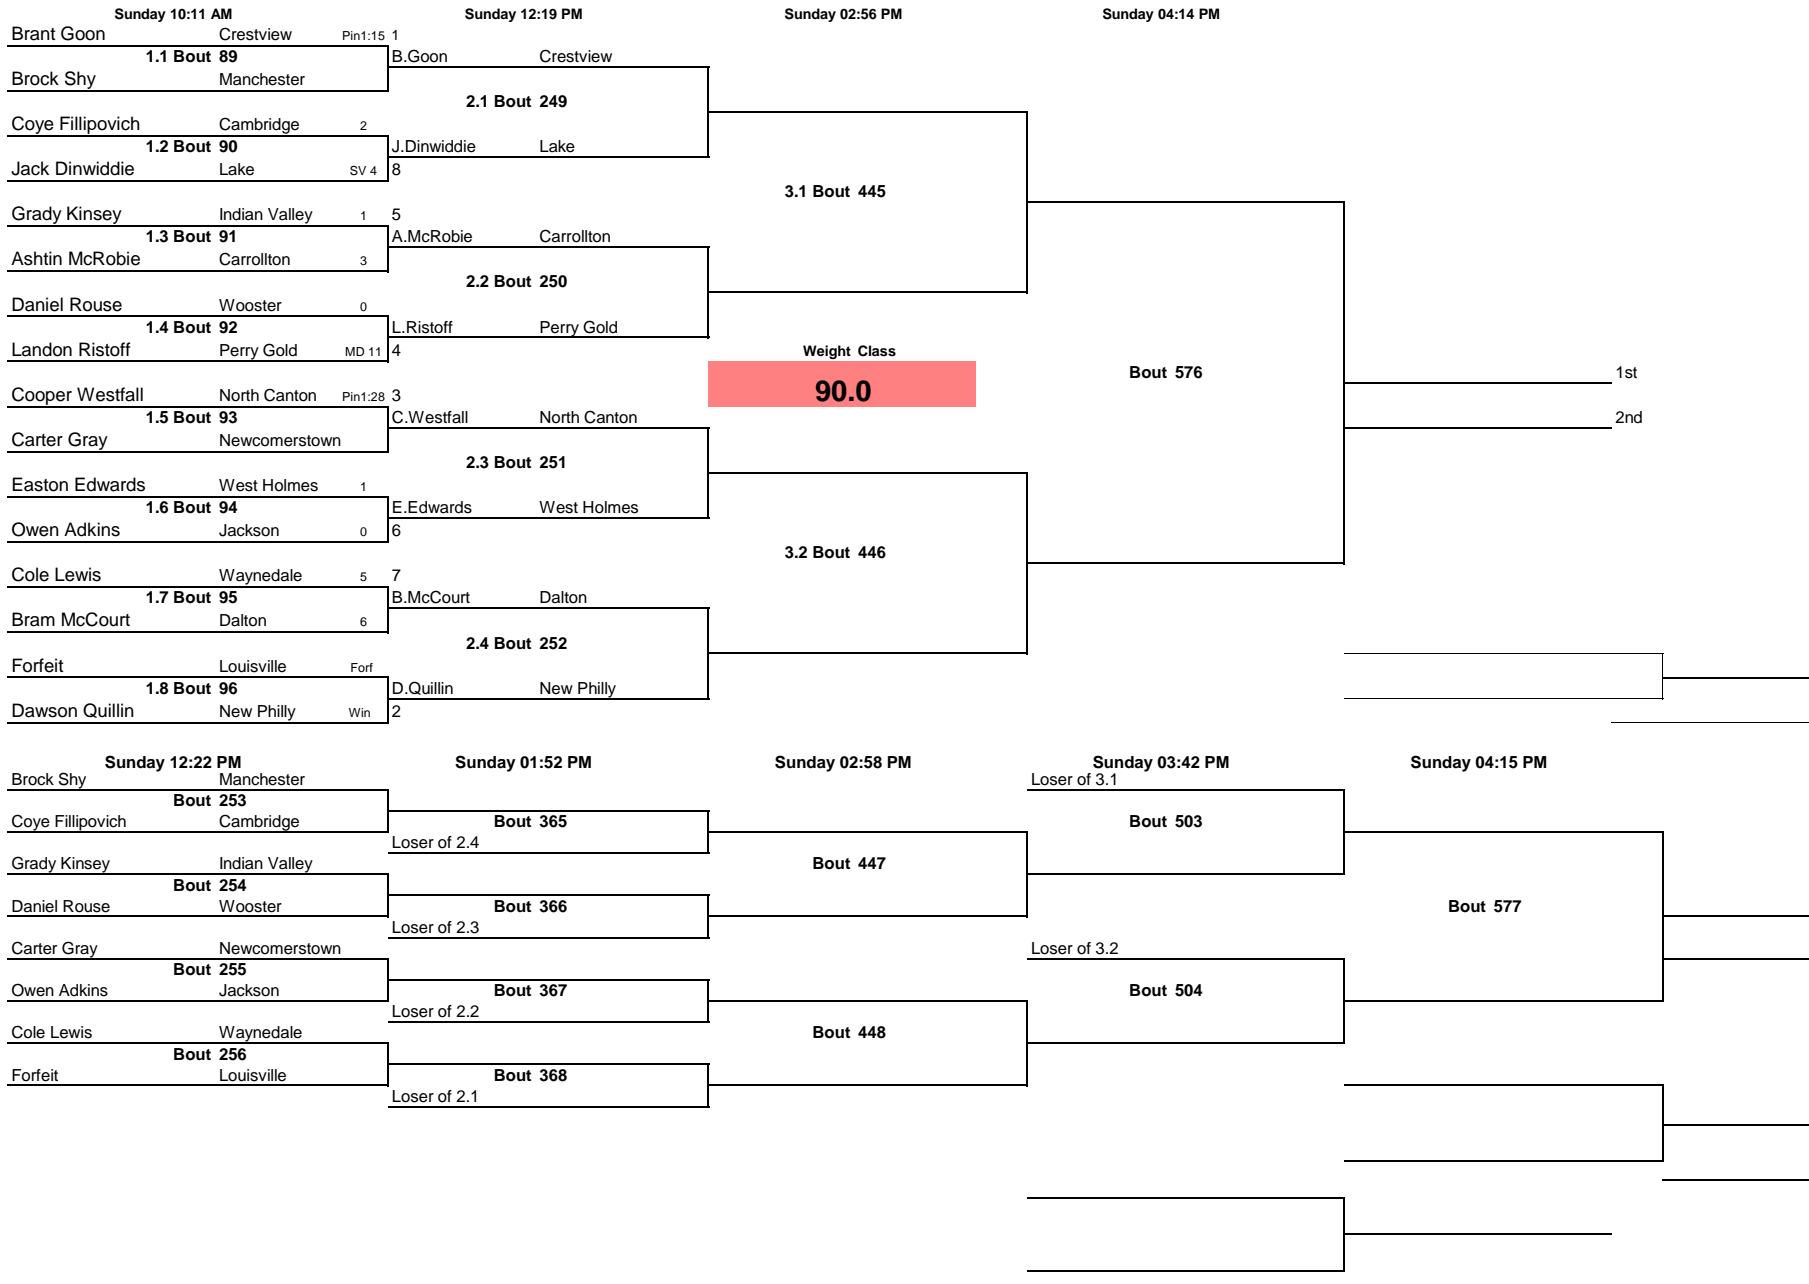 Sunday 10:11 AM Sunday 12:19 PM Sunday 02:56 PM Sunday 04:14 PM
Brant Goon Crestview Pin1:15 1
1.1 Bout 89 B.Goon Crestview
Brock Shy Manchester
2.1 Bout 249
Coye Fillipovich Cambridge 2
1.2 Bout 90 J.Dinwiddie Lake
Jack Dinwiddie Lake SV 4 8
3.1 Bout 445
Grady Kinsey Indian Valley 1 5
1.3 Bout 91 A.McRobie Carrollton
Ashtin McRobie Carrollton 3
2.2 Bout 250
Daniel Rouse Wooster 0
1.4 Bout 92 L.Ristoff Perry Gold
Landon Ristoff Perry Gold MD 11 4 Weight Class
Bout 576 1st
Cooper Westfall North Canton Pin1:28 3 90.0
1.5 Bout 93 C.Westfall North Canton 2nd
Carter Gray Newcomerstown
2.3 Bout 251
Easton Edwards West Holmes 1
1.6 Bout 94 E.Edwards West Holmes
Owen Adkins Jackson 0 6
3.2 Bout 446
Cole Lewis Waynedale 5 7
1.7 Bout 95 B.McCourt Dalton
Bram McCourt Dalton 6
2.4 Bout 252
Forfeit Louisville Forf
1.8 Bout 96 D.Quillin New Philly
Dawson Quillin New Philly Win 2
Sunday 12:22 PM Sunday 01:52 PM Sunday 02:58 PM Sunday 03:42 PM Sunday 04:15 PM
Brock Shy Manchester Loser of 3.1
Bout 253
Coye Fillipovich Cambridge Bout 365 Bout 503
Loser of 2.4
Grady Kinsey Indian Valley Bout 447
Bout 254
Daniel Rouse Wooster Bout 366 Bout 577
Loser of 2.3
Carter Gray Newcomerstown Loser of 3.2
Bout 255
Owen Adkins Jackson Bout 367 Bout 504
Loser of 2.2
Cole Lewis Waynedale Bout 448
Bout 256
Forfeit Louisville Bout 368
Loser of 2.1